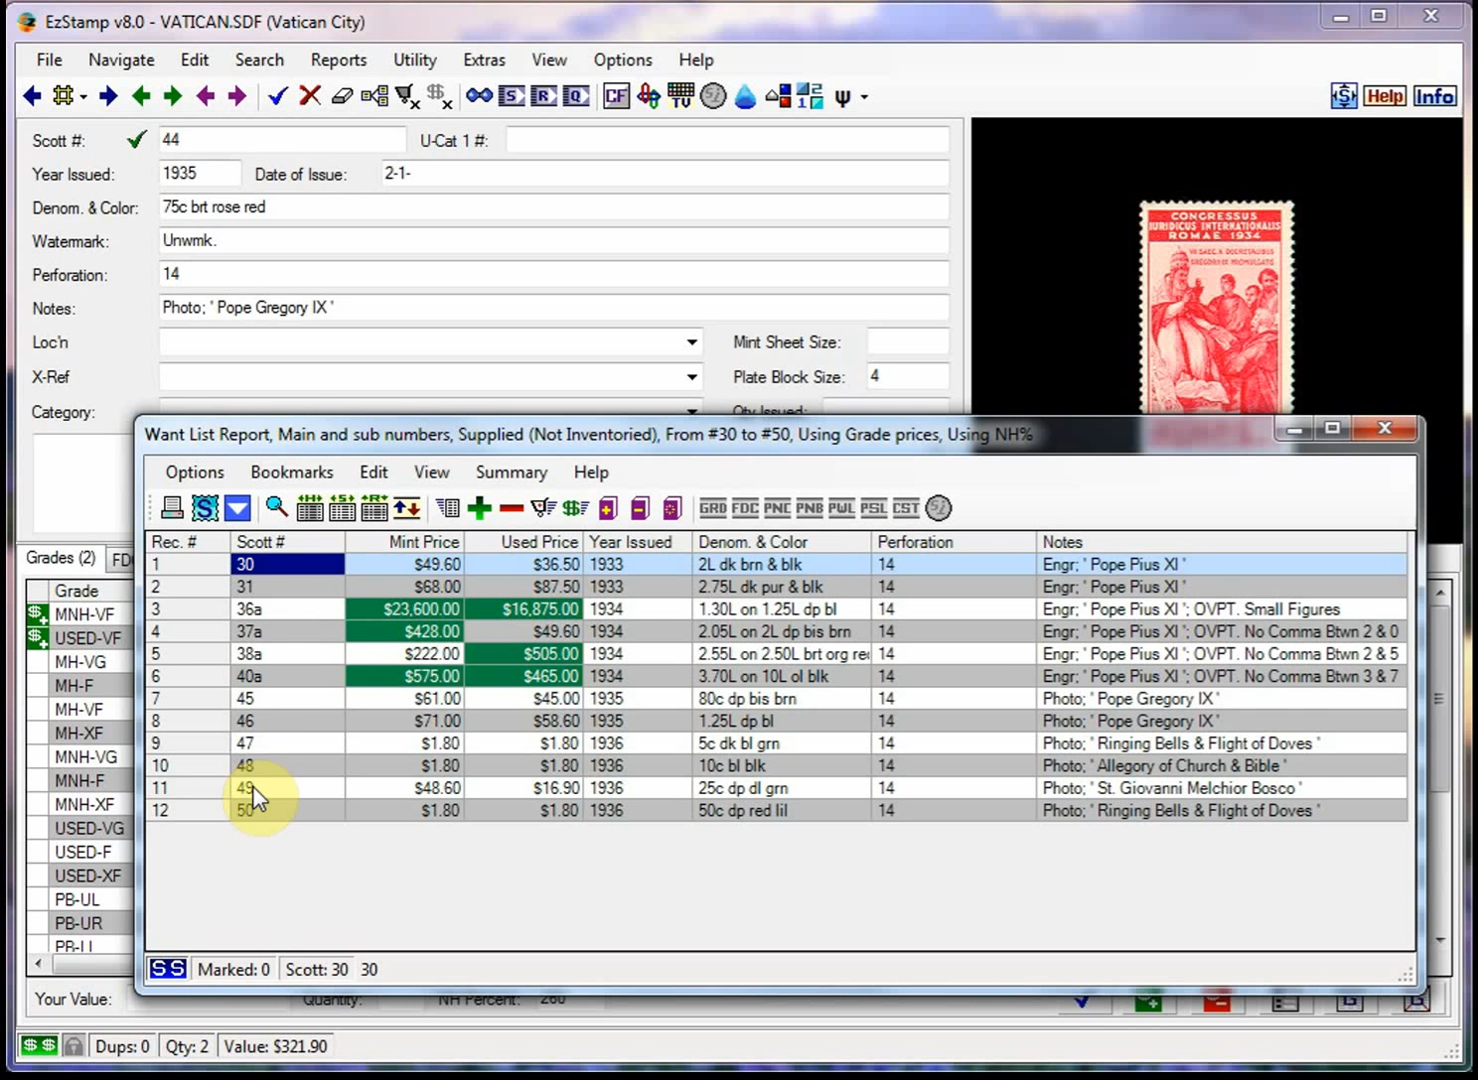 EzStamp v8.0 - VATICAN.SDF (Vatican City)
File Navigate Edit Search Reports Utility Extras View Options Help
S R Q CF TV Help Info
Scott #: 44 U-Cat 1 #:
Year Issued: 1935 Date of Issue: 2-1-
Denom. & Color: 75c brt rose red
Watermark: Unwmk.
Perforation: 14
Notes: Photo; ' Pope Gregory IX '
Loc'n Mint Sheet Size:
X-Ref Plate Block Size: 4
Category: Qty Issued:
CONGRESSUS
IURIDICUS INTERNATIONALIS
ROMAE - 1934
Want List Report, Main and sub numbers, Supplied (Not Inventoried), From #30 to #50, Using Grade prices, Using NH%
Options Bookmarks Edit View Summary Help
GRD FDC PNC PNB PWL PSL CST
Rec. # Scott # Mint Price Used Price Year Issued Denom. & Color Perforation Notes
1 30 $49.60 $36.50 1933 2L dk brn & blk 14 Engr; ' Pope Pius XI '
2 31 $68.00 $87.50 1933 2.75L dk pur & blk 14 Engr; ' Pope Pius XI '
3 36a $23,600.00 $16,875.00 1934 1.30L on 1.25L dp bl 14 Engr; ' Pope Pius XI '; OVPT. Small Figures
4 37a $428.00 $49.60 1934 2.05L on 2L dp bis brn 14 Engr; ' Pope Pius XI '; OVPT. No Comma Btwn 2 & 0
5 38a $222.00 $505.00 1934 2.55L on 2.50L brt org rec 14 Engr; ' Pope Pius XI '; OVPT. No Comma Btwn 2 & 5
6 40a $575.00 $465.00 1934 3.70L on 10L ol blk 14 Engr; ' Pope Pius XI '; OVPT. No Comma Btwn 3 & 7
7 45 $61.00 $45.00 1935 80c dp bis brn 14 Photo; ' Pope Gregory IX '
8 46 $71.00 $58.60 1935 1.25L dp bl 14 Photo; ' Pope Gregory IX '
9 47 $1.80 $1.80 1936 5c dk bl grn 14 Photo; ' Ringing Bells & Flight of Doves '
10 48 $1.80 $1.80 1936 10c bl blk 14 Photo; ' Allegory of Church & Bible '
11 49 $48.60 $16.90 1936 25c dp dl grn 14 Photo; ' St. Giovanni Melchior Bosco '
12 50 $1.80 $1.80 1936 50c dp red lil 14 Photo; ' Ringing Bells & Flight of Doves '
SS Marked: 0 Scott: 30 30
Grades (2) FD
Grade
MNH-VF
USED-VF
MH-VG
MH-F
MH-VF
MH-XF
MNH-VG
MNH-F
MNH-XF
USED-VG
USED-F
USED-XF
PB-UL
PB-UR
PB-LL
Your Value: Quantity: NH Percent: 260
$ $ Dups: 0 Qty: 2 Value: $321.90